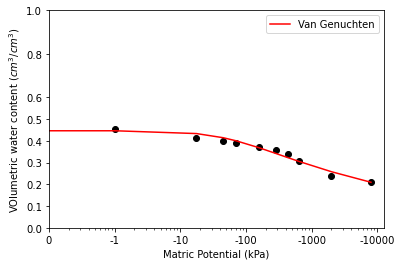 1.0
Van Genuchten
0.8
0.6
0.5
0.4
0.3
0.2
0.1
0.0
VOlumetric water content (cm³/cm³)
0 -1 -10 -100 -1000 -10000
Matric Potential (kPa)